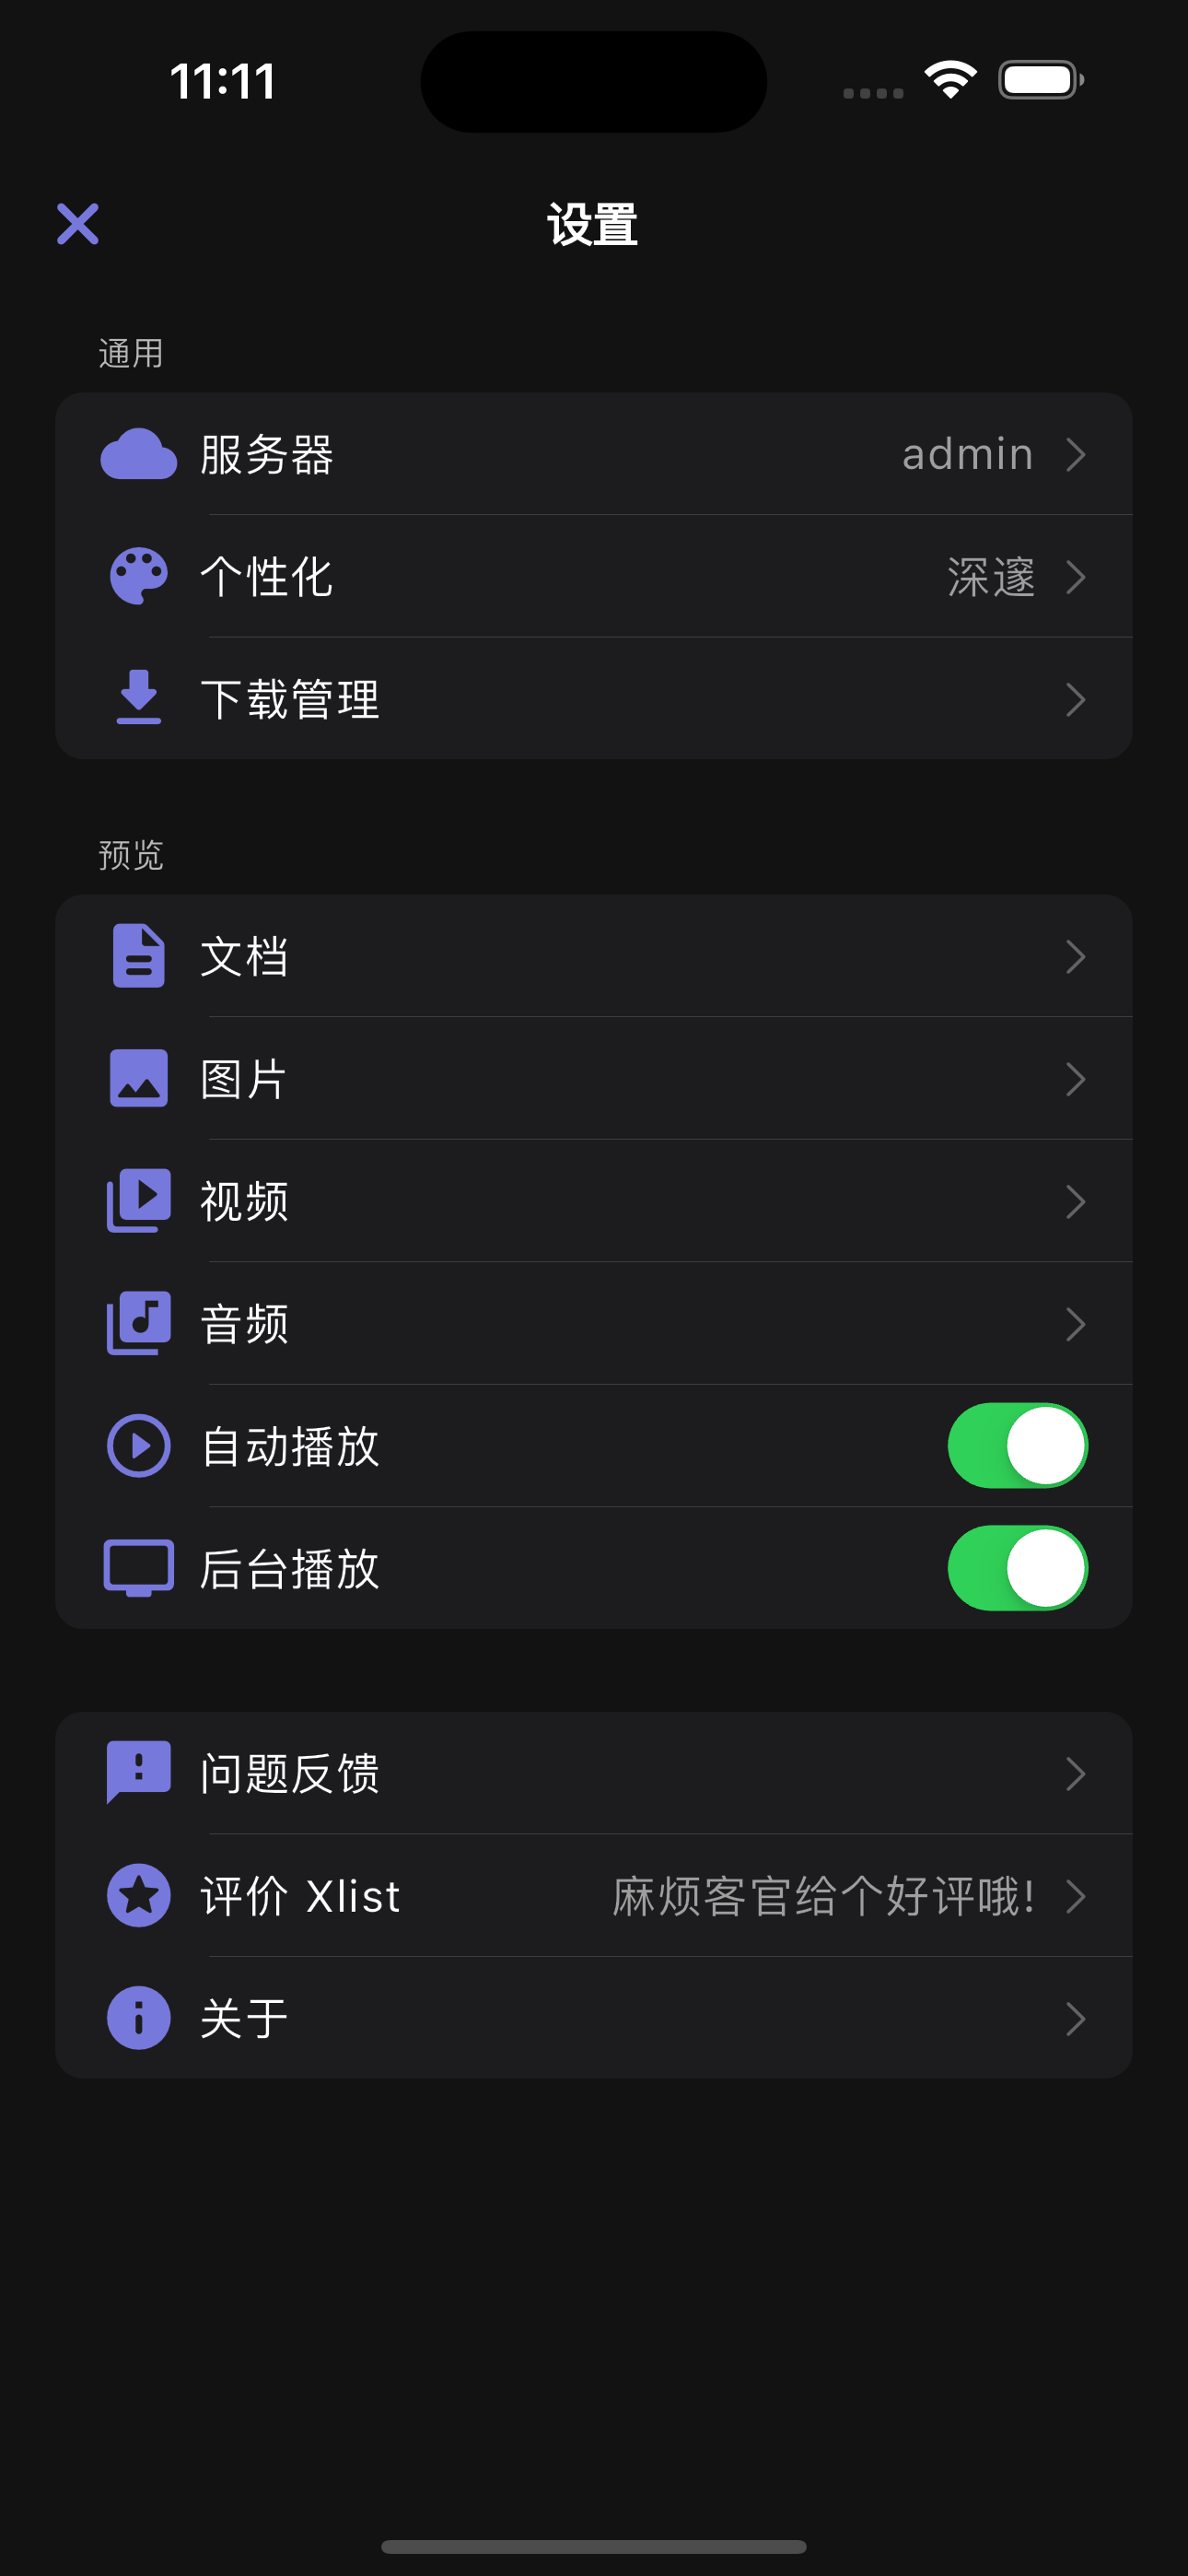 11:11
设置
通用
服务器 admin
个性化 深邃
下载管理
预览
文档
图片
视频
音频
自动播放
后台播放
问题反馈
评价 Xlist 麻烦客官给个好评哦!
关于